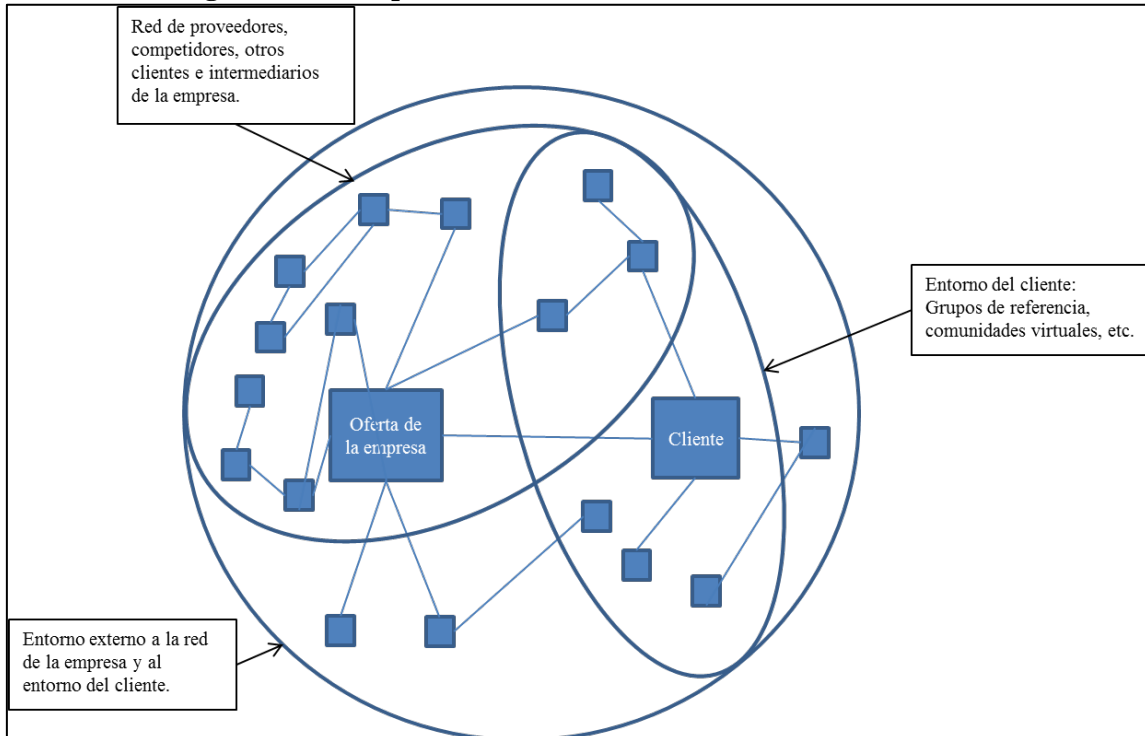 Red de proveedores,
competidores, otros
clientes e intermediarios
de la empresa.
Entorno del cliente:
Grupos de referencia,
comunidades virtuales, etc.
Oferta de
la empresa
Cliente
Entorno externo a la red
de la empresa y al
entorno del cliente.